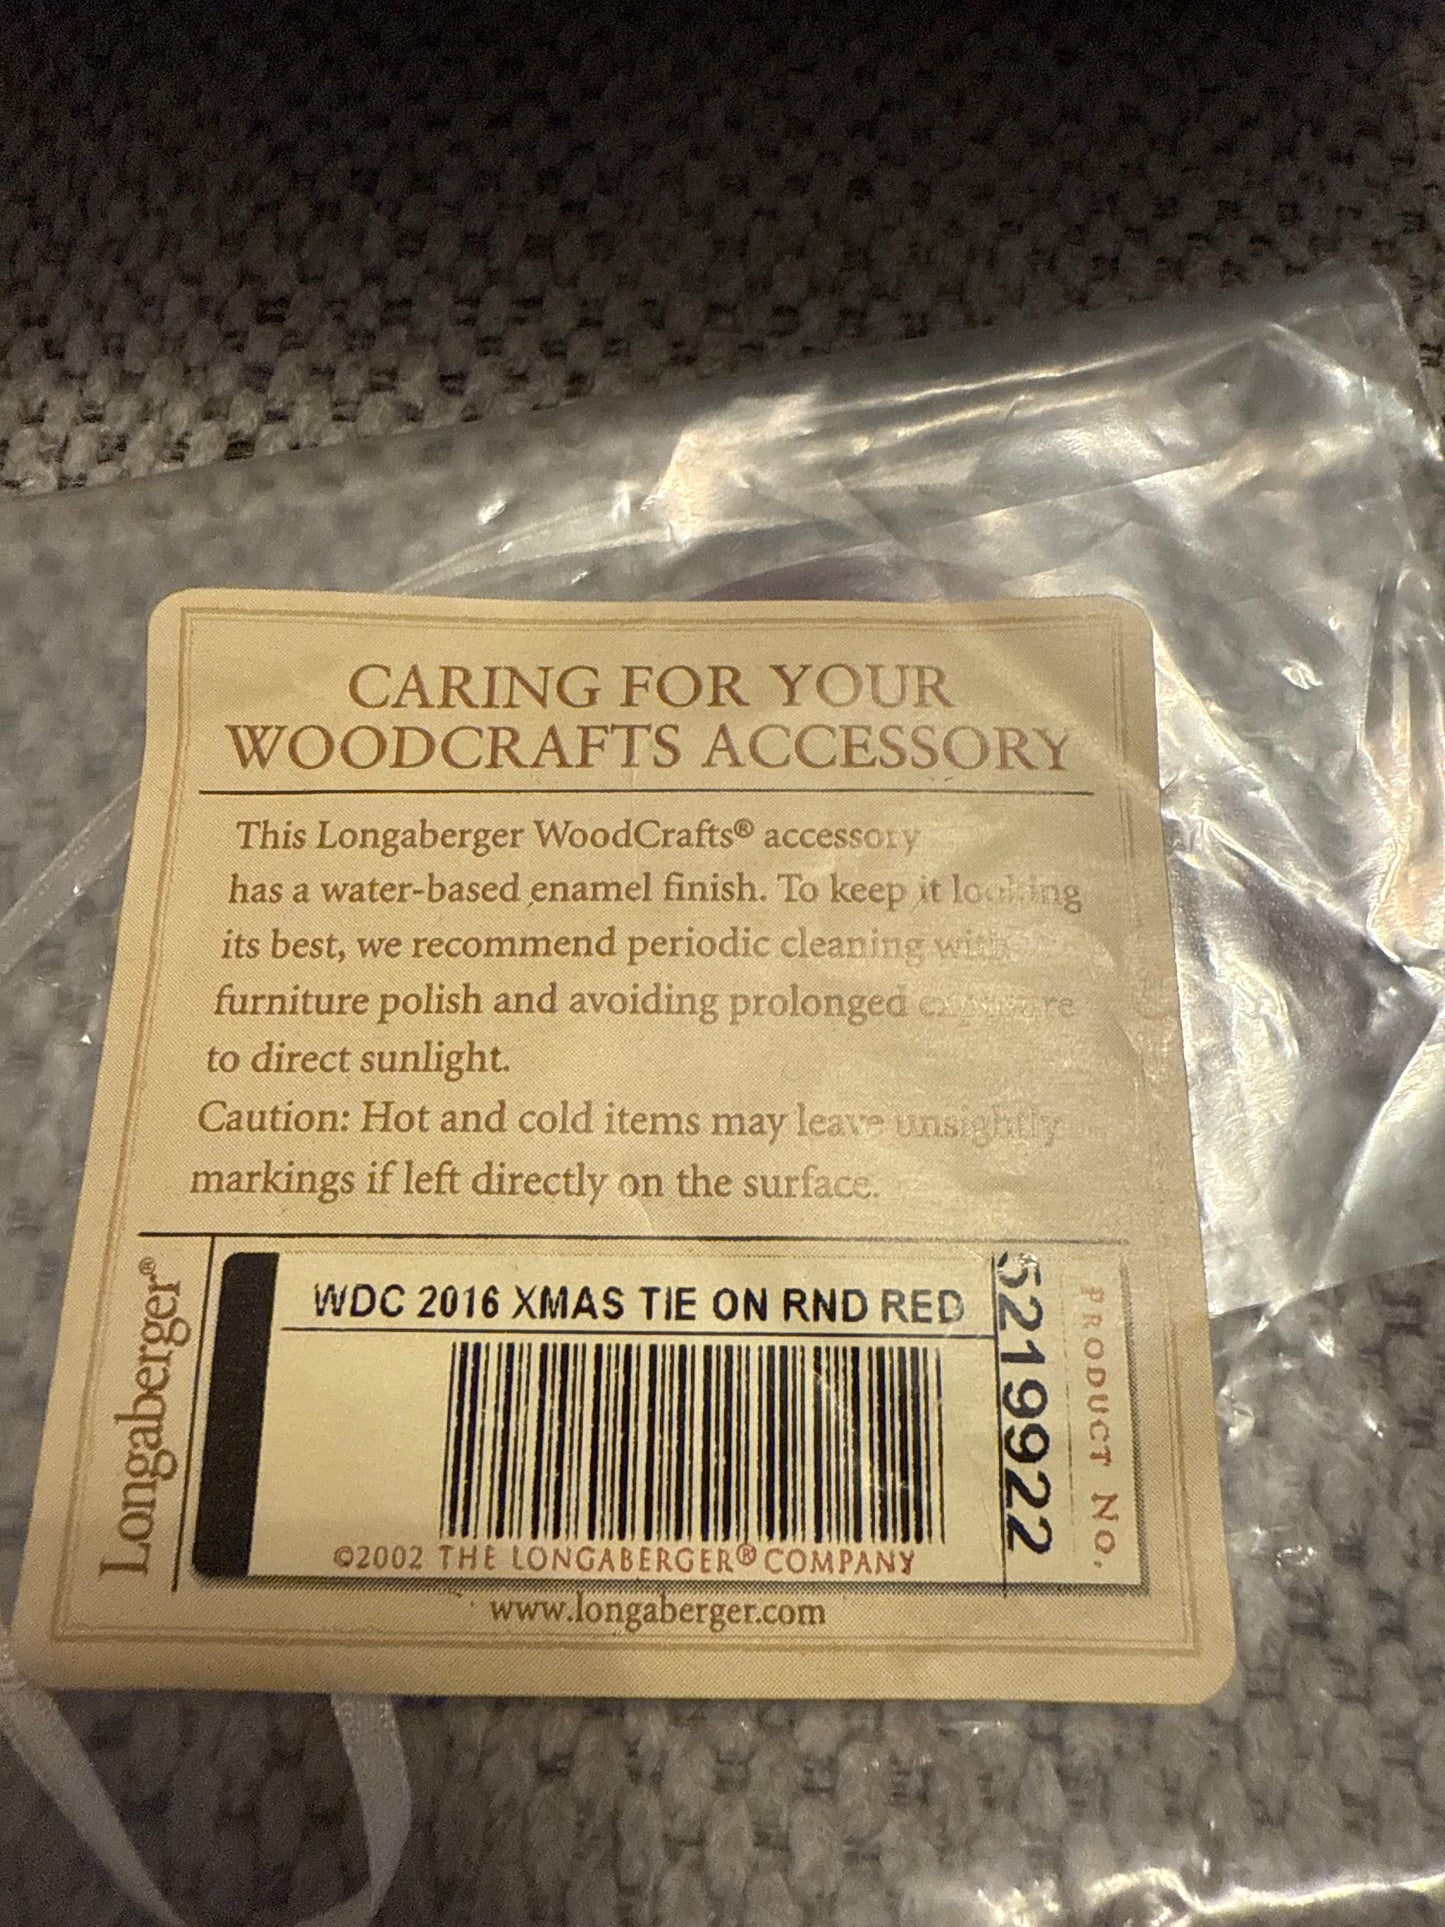 CARING FOR YOUR
WOODCRAFTS ACCESSORY
This Longaberger WoodCrafts® accessory
has a water-based enamel finish. To keep it looking
its best, we recommend periodic cleaning with
furniture polish and avoiding prolonged exposure
to direct sunlight.
Caution: Hot and cold items may leave unsightly
markings if left directly on the surface.
Longaberger®
WDC 2016 XMAS TIE ON RND RED
5219922
PRODUCT NO.
©2002 THE LONGABERGER® COMPANY
www.longaberger.com